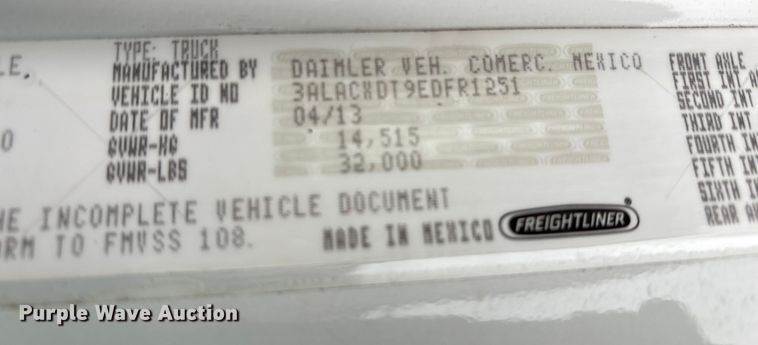 LE,
TYPE: TRUCK
MANUFACTURED BY DAIMLER VEH. COMERC. MEXICO
VEHICLE ID NO 3ALACXDT9EDFR1251
DATE OF MFR 04/13
GVWR-KG 14,515
GVWR-LBS 32,000
0
FRONT AXLE
FIRST INT A
SECOND INT
THIRD INT
FOURTH IN
FIFTH IN
SIXTH IN
REAR A
HE INCOMPLETE VEHICLE DOCUMENT
ORM TO FMVSS 108.
MADE IN MEXICO
FREIGHTLINER
Purple Wave Auction